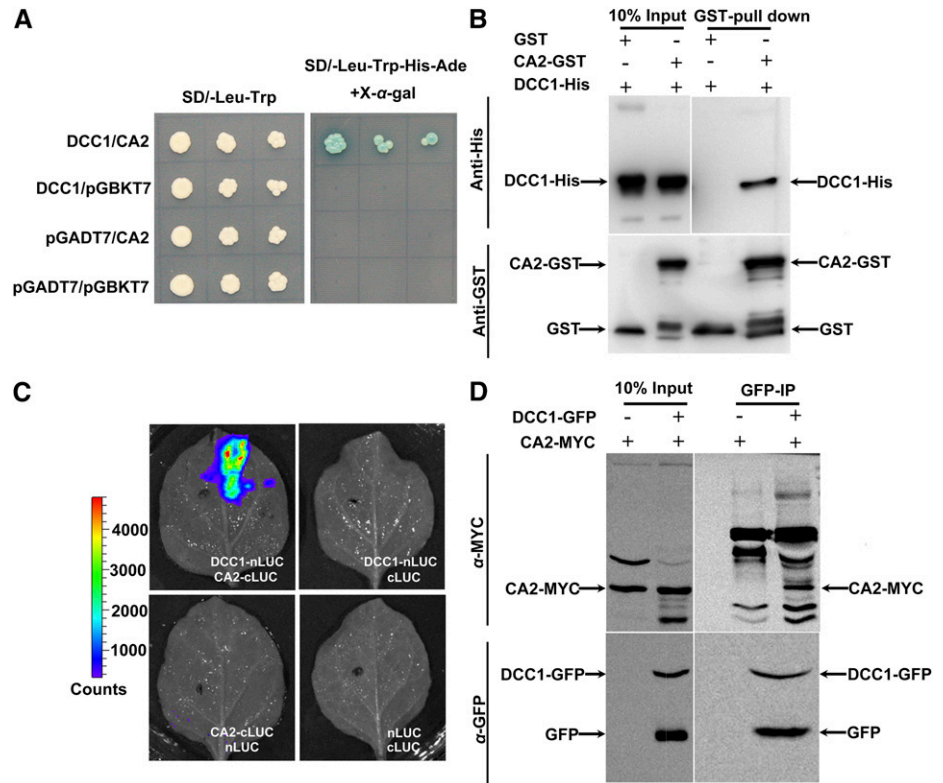 A
SD/-Leu-Trp
SD/-Leu-Trp-His-Ade
+X-α-gal
DCC1/CA2
DCC1/pGBKT7
pGADT7/CA2
pGADT7/pGBKT7
B
10% Input
GST-pull down
GST + - + -
CA2-GST - + - +
DCC1-His + + + +
Anti-His
DCC1-His
DCC1-His
Anti-GST
CA2-GST
CA2-GST
GST
GST
C
4000
3000
2000
1000
Counts
DCC1-nLUC
CA2-cLUC
DCC1-nLUC
cLUC
CA2-cLUC
nLUC
nLUC
cLUC
D
10% Input
GFP-IP
DCC1-GFP - + - +
CA2-MYC + + + +
α-MYC
CA2-MYC
CA2-MYC
α-GFP
DCC1-GFP
DCC1-GFP
GFP
GFP